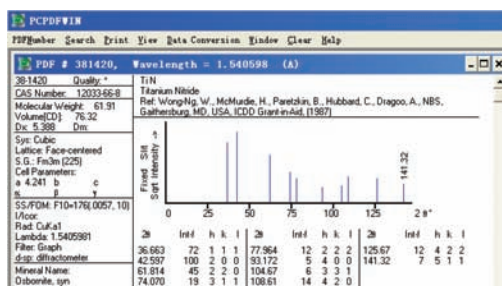 PCPDFWIN
PDFNumber Search Print View Data Conversion Window Clear Help
PDF # 381420, Wavelength = 1.540598 (A)
38-1420 Quality: *
CAS Number: 12033-66-8
Molecular Weight: 61.91
Volume[CD]: 76.32
Dx: 5.388 Dm:
Sys: Cubic
Lattice: Face-centered
S.G.: Fm3m (225)
Cell Parameters:
a 4.241 b c
α β γ
SS/FOM: F10=176(.0057, 10)
I/Icor:
Rad: CuKa1
Lambda: 1.5405981
Filter: Graph
d-sp: diffractometer
Mineral Name:
Osbornite, syn
TiN
Titanium Nitride
Ref: Wong-Ng, W., McMurdie, H., Paretzkin, B., Hubbard, C., Dragoo, A., NBS,
Gaithersburg, MD, USA, ICDD Grant-in-Aid, (1987)
Fixed Slit
Sqrt Intensity ->
141.32
0 25 50 75 100 125 2θ°
2θ Int-f h k l 2θ Int-f h k l 2θ Int-f h k l
36.663 72 1 1 1 77.964 12 2 2 2 125.67 12 4 2 2
42.597 100 2 0 0 93.172 5 4 0 0 141.32 7 5 1 1
61.814 45 2 2 0 104.67 6 3 3 1
74.070 19 3 1 1 108.61 14 4 2 0